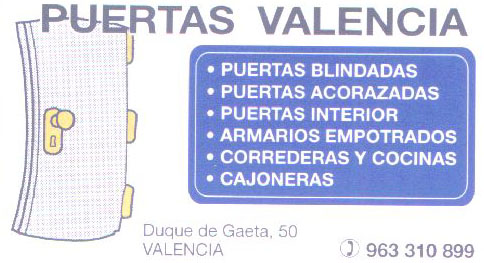 PUERTAS VALENCIA
• PUERTAS BLINDADAS
• PUERTAS ACORAZADAS
• PUERTAS INTERIOR
• ARMARIOS EMPOTRADOS
• CORREDERAS Y COCINAS
• CAJONERAS
Duque de Gaeta, 50
VALENCIA
✆ 963 310 899